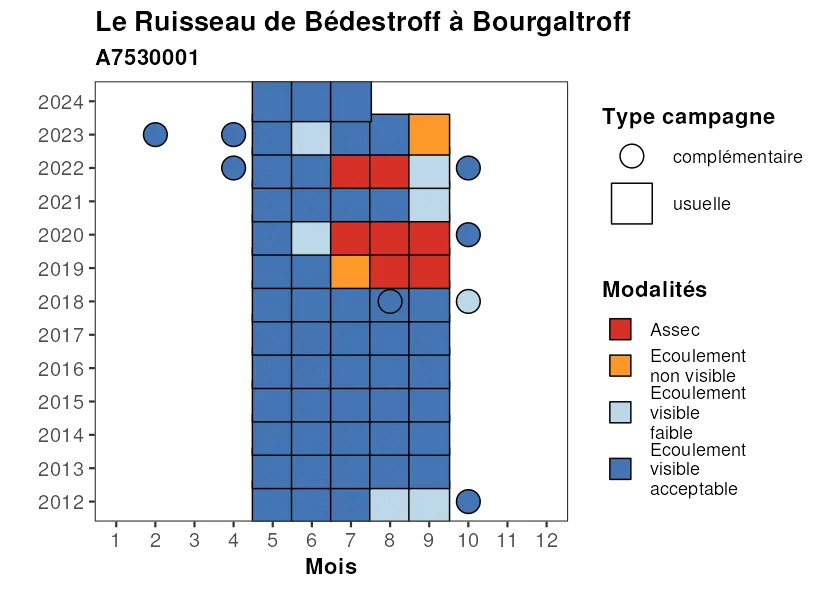 Le Ruisseau de Bédestroff à Bourgaltroff
A7530001
2024
2023
2022
2021
2020
2019
2018
2017
2016
2015
2014
2013
2012
1 2 3 4 5 6 7 8 9 10 11 12
Mois
Type campagne
complémentaire
usuelle
Modalités
Assec
Ecoulement
non visible
Ecoulement
visible
faible
Ecoulement
visible
acceptable